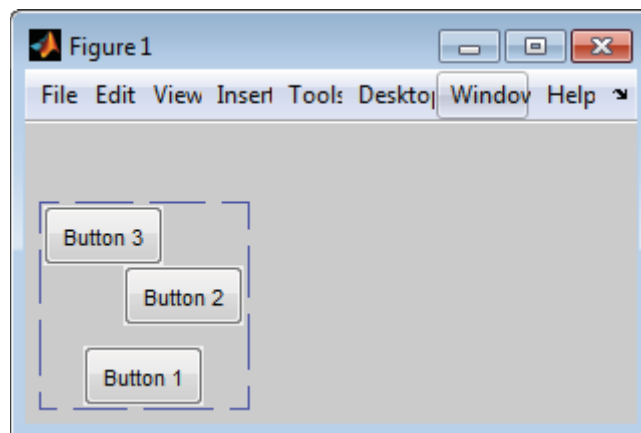 Figure 1
File Edit View Insert Tools Desktop Window Help
Button 3
Button 2
Button 1